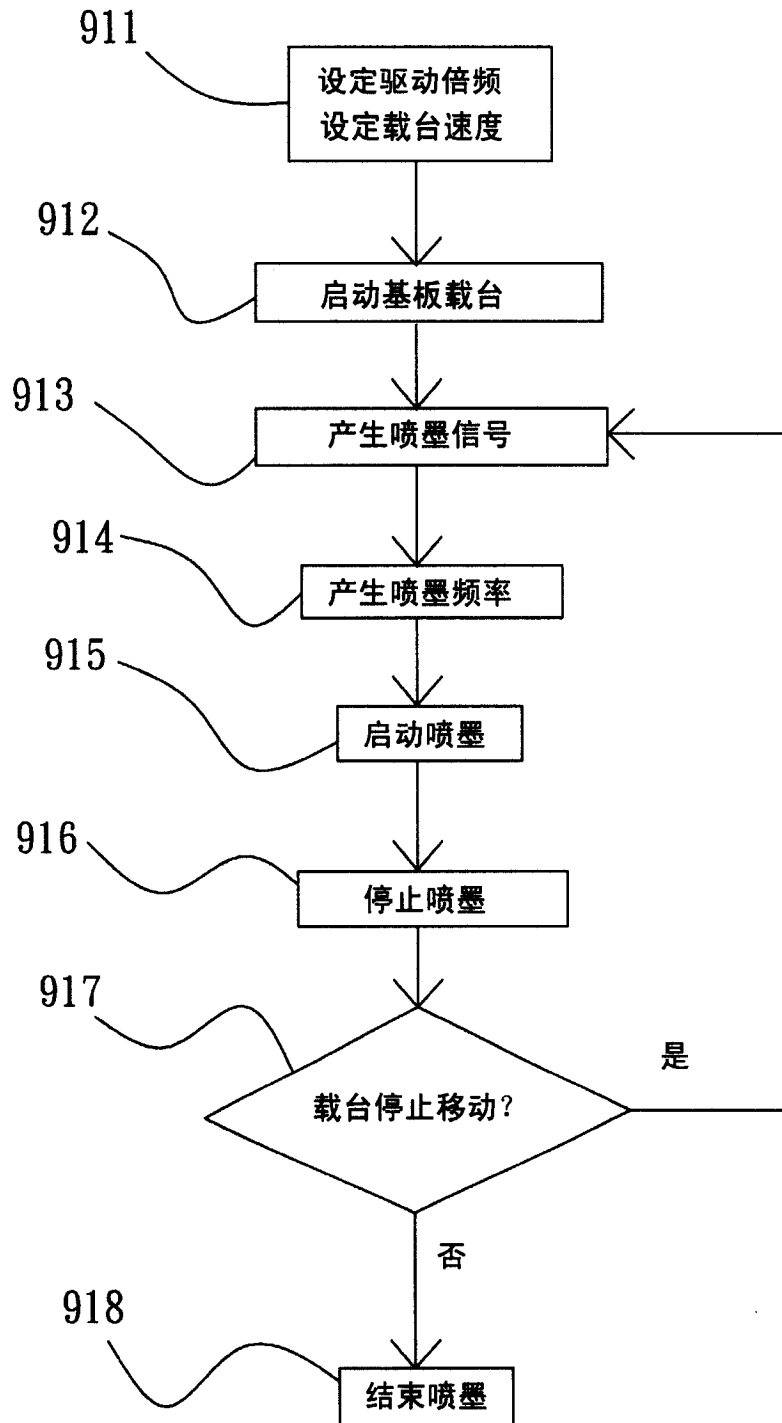 911
设定驱动倍频
设定载台速度
912
启动基板载台
913
产生喷墨信号
914
产生喷墨频率
915
启动喷墨
916
停止喷墨
917
载台停止移动?
是
否
918
结束喷墨